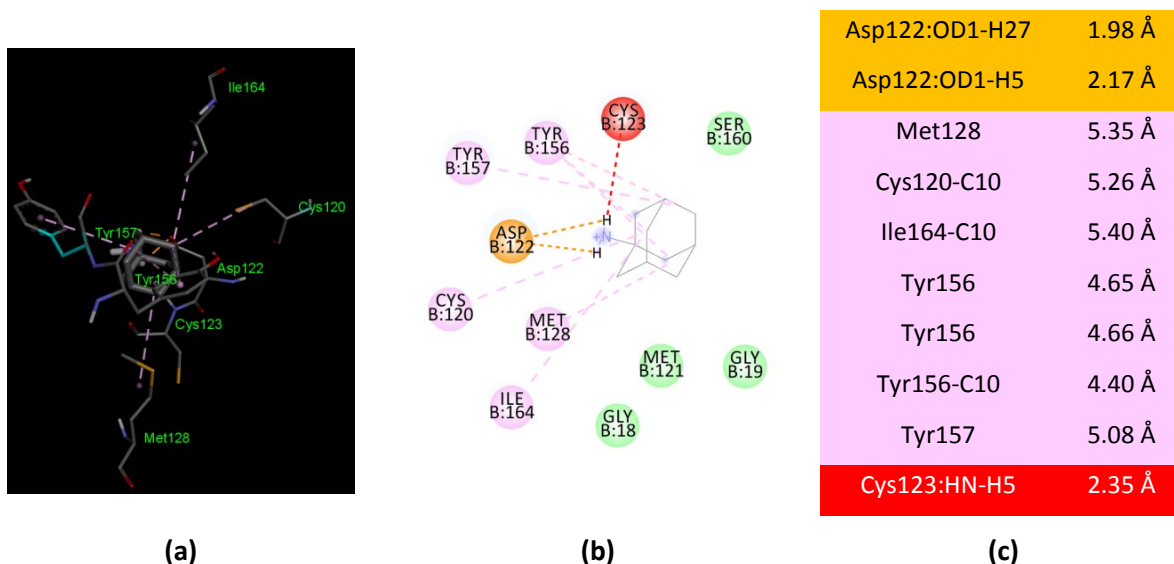 Ile164
Cys120
Tyr157
Asp122
Tyr156
Cys123
Met128
(a)
CYS
B:123
SER
B:160
TYR
B:156
TYR
B:157
H
+N
H
ASP
B:122
CYS
B:120
MET
B:128
MET
B:121
GLY
B:19
ILE
B:164
GLY
B:18
(b)
Asp122:OD1-H27 1.98 Å
Asp122:OD1-H5 2.17 Å
Met128 5.35 Å
Cys120-C10 5.26 Å
Ile164-C10 5.40 Å
Tyr156 4.65 Å
Tyr156 4.66 Å
Tyr156-C10 4.40 Å
Tyr157 5.08 Å
Cys123:HN-H5 2.35 Å
(c)